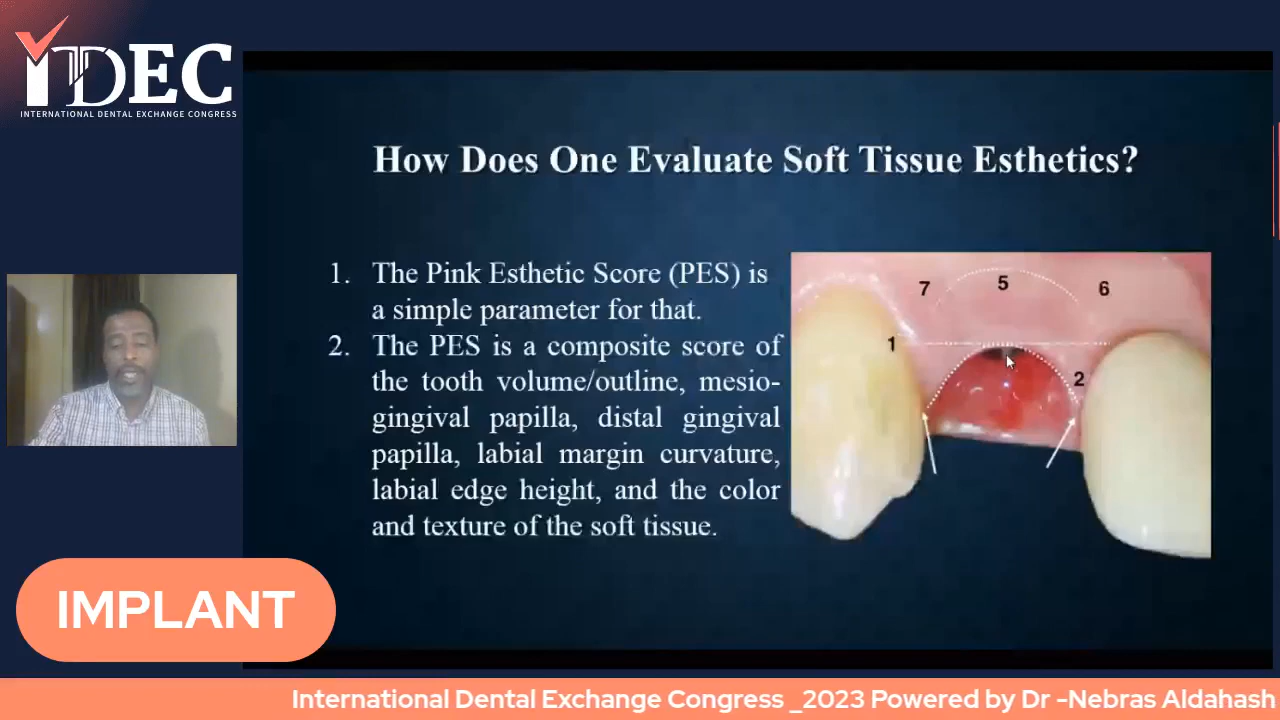 iTDEC
INTERNATIONAL DENTAL EXCHANGE CONGRESS
How Does One Evaluate Soft Tissue Esthetics?
1. The Pink Esthetic Score (PES) is
a simple parameter for that.
2. The PES is a composite score of
the tooth volume/outline, mesio-
gingival papilla, distal gingival
papilla, labial margin curvature,
labial edge height, and the color
and texture of the soft tissue.
7 5 6
1
2
IMPLANT
International Dental Exchange Congress _2023 Powered by Dr -Nebras Aldahash